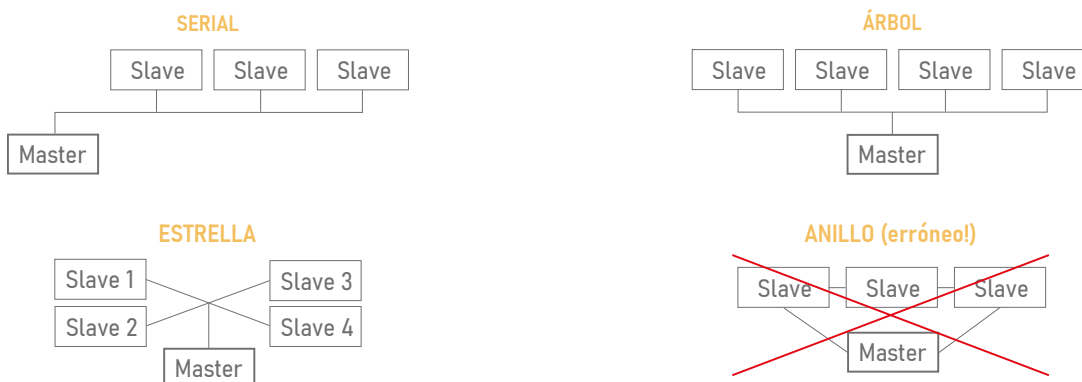 SERIAL
Slave Slave Slave
Master
ÁRBOL
Slave Slave Slave Slave
Master
ESTRELLA
Slave 1 Slave 3
Slave 2 Slave 4
Master
ANILLO (erróneo!)
Slave Slave Slave
Master